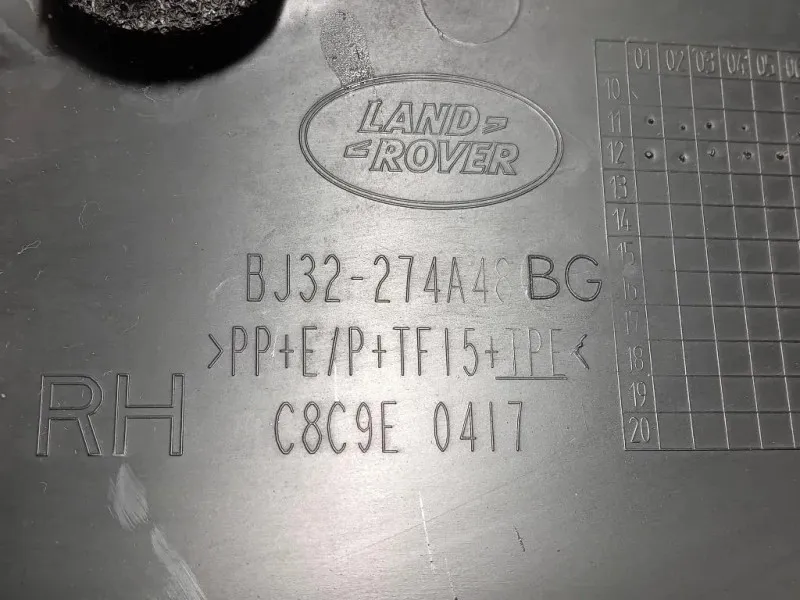 LAND
ROVER
BJ32-274A48 BG
>PP+E/P+TF15+TPE<
RH
C8C9E 0417
01 02 03 04 05
10
11
12
13
14
15
16
17
18
19
20